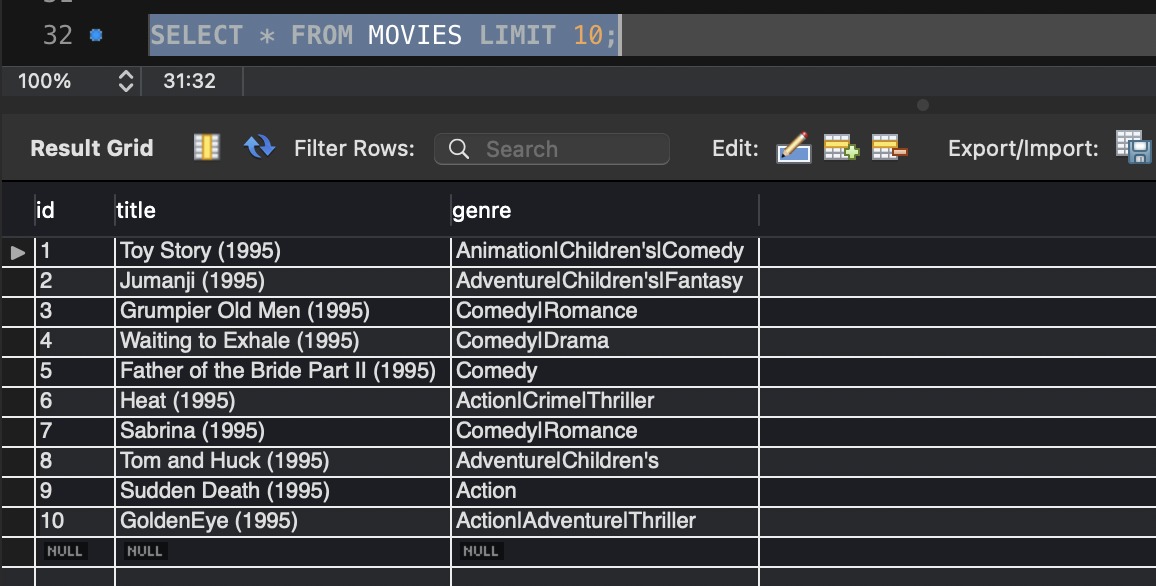 32 SELECT * FROM MOVIES LIMIT 10;
100% 31:32
Result Grid Filter Rows: Search Edit: Export/Import:
id title genre
1 Toy Story (1995) Animation|Children's|Comedy
2 Jumanji (1995) Adventure|Children's|Fantasy
3 Grumpier Old Men (1995) Comedy|Romance
4 Waiting to Exhale (1995) Comedy|Drama
5 Father of the Bride Part II (1995) Comedy
6 Heat (1995) Action|Crime|Thriller
7 Sabrina (1995) Comedy|Romance
8 Tom and Huck (1995) Adventure|Children's
9 Sudden Death (1995) Action
10 GoldenEye (1995) Action|Adventure|Thriller
NULL NULL NULL